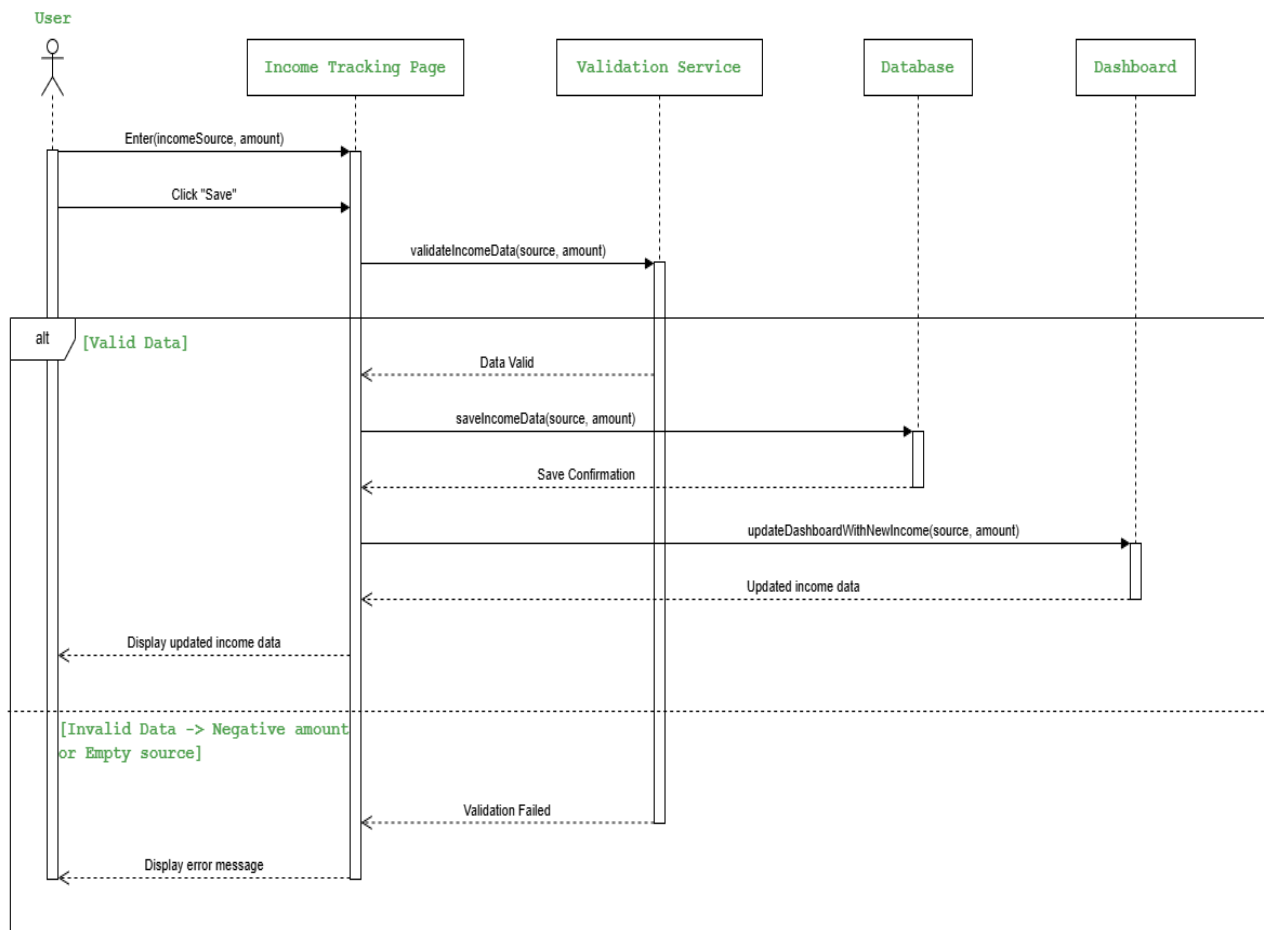 User
Income Tracking Page
Validation Service
Database
Dashboard
Enter(incomeSource, amount)
Click "Save"
validateIncomeData(source, amount)
alt
[Valid Data]
Data Valid
saveIncomeData(source, amount)
Save Confirmation
updateDashboardWithNewIncome(source, amount)
Updated income data
Display updated income data
[Invalid Data -> Negative amount
or Empty source]
Validation Failed
Display error message